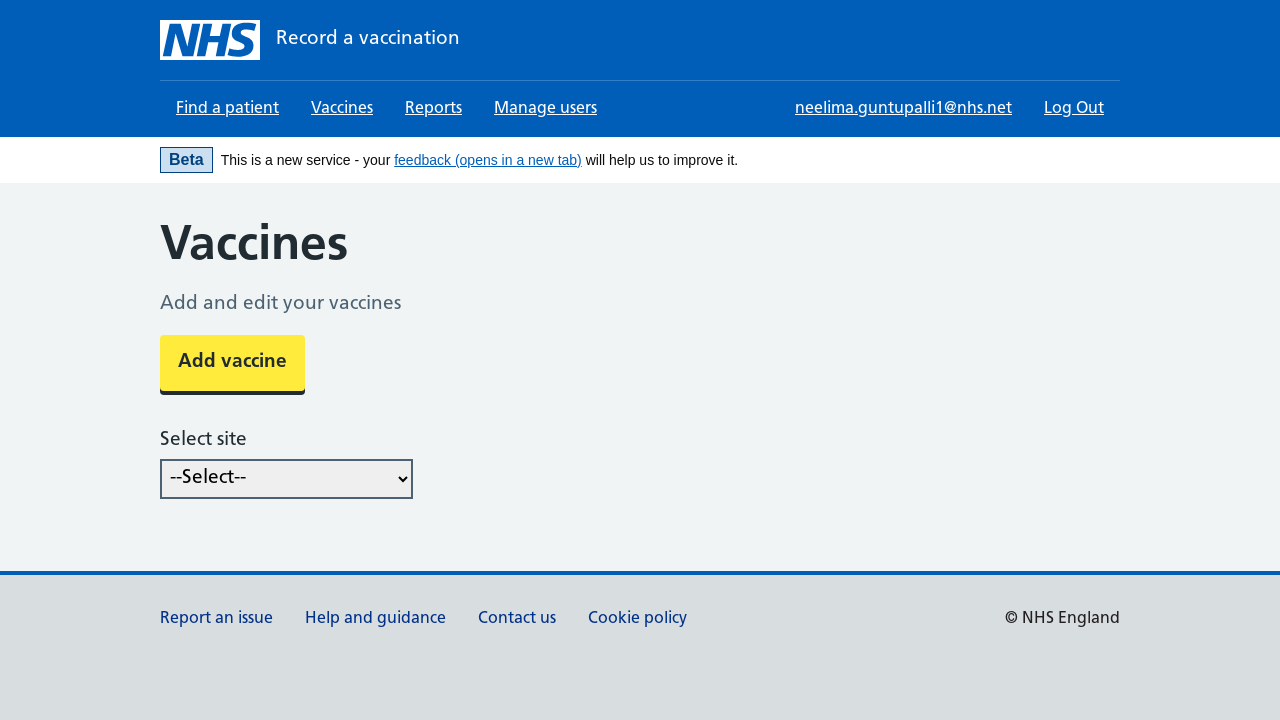 NHS Record a vaccination
Find a patient Vaccines Reports Manage users neelima.guntupalli1@nhs.net Log Out
Beta This is a new service - your feedback (opens in a new tab) will help us to improve it.
Vaccines
Add and edit your vaccines
Add vaccine
Select site
--Select--
Report an issue Help and guidance Contact us Cookie policy © NHS England